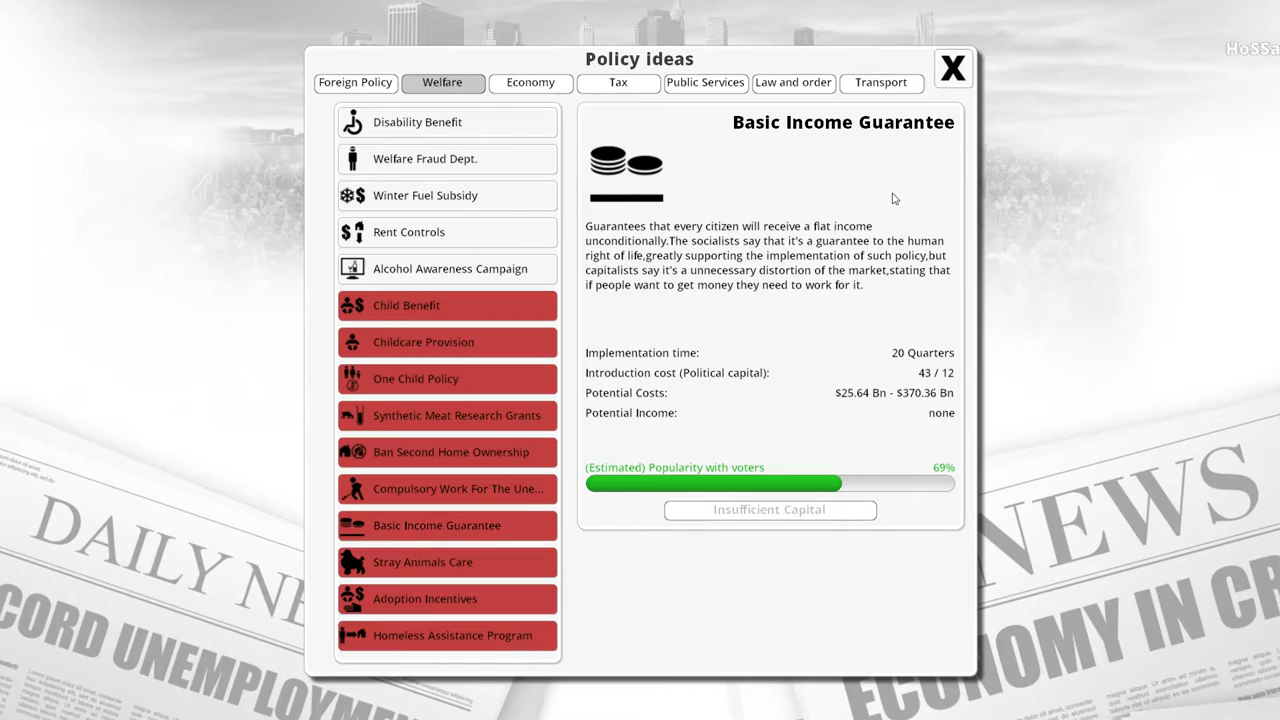 HoSSa
Policy ideas
X
Foreign Policy
Welfare
Economy
Tax
Public Services
Law and order
Transport
Disability Benefit
Welfare Fraud Dept.
Winter Fuel Subsidy
Rent Controls
Alcohol Awareness Campaign
Child Benefit
Childcare Provision
One Child Policy
Synthetic Meat Research Grants
Ban Second Home Ownership
Compulsory Work For The Une...
Basic Income Guarantee
Stray Animals Care
Adoption Incentives
Homeless Assistance Program
Basic Income Guarantee
Guarantees that every citizen will receive a flat income
unconditionally.The socialists say that it's a guarantee to the human
right of life,greatly supporting the implementation of such policy,but
capitalists say it's a unnecessary distortion of the market,stating that
if people want to get money they need to work for it.
Implementation time: 20 Quarters
Introduction cost (Political capital): 43 / 12
Potential Costs: $25.64 Bn - $370.36 Bn
Potential Income: none
(Estimated) Popularity with voters 69%
Insufficient Capital
DAILY NE
CORD UNEMPLOYM
NEWS
ECONOMY IN CR